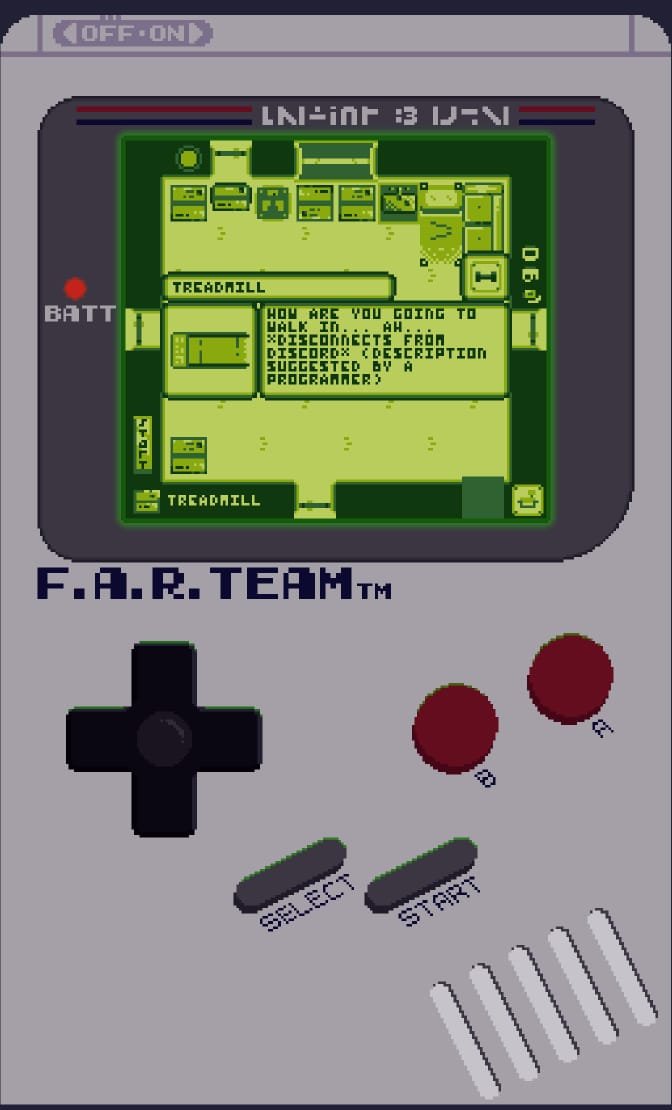 OFF·ON
BATT
TREADMILL
HOW ARE YOU GOING TO
WALK IN... AH...
*DISCONNECTS FROM
DISCORD* (DESCRIPTION
SUGGESTED BY A
PROGRAMMER)
START
TREADMILL
F.A.R.TEAM™
A
B
SELECT
START